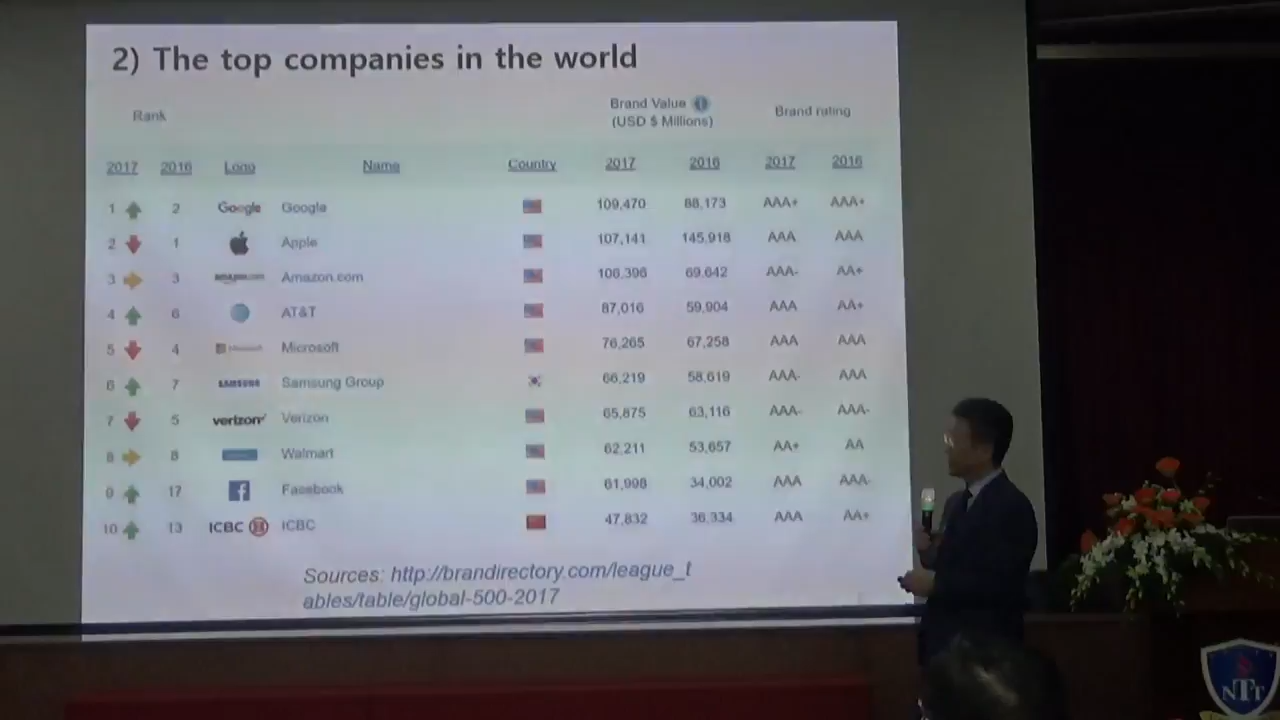 2) The top companies in the world
Rank Brand Value (USD $ Millions) Brand rating
2017 2016 Logo Name Country 2017 2016 2017 2016
1 2 Google Google 109,470 88,173 AAA+ AAA+
2 1 Apple 107,141 145,918 AAA AAA
3 3 amazon.com Amazon.com 106,396 69,642 AAA- AA+
4 6 AT&T 87,016 59,904 AAA AA+
5 4 Microsoft Microsoft 76,265 67,258 AAA AAA
6 7 SAMSUNG Samsung Group 66,219 58,619 AAA- AAA
7 5 verizon Verizon 65,875 63,116 AAA- AAA-
8 8 Walmart 62,211 53,657 AA+ AA
9 17 f Facebook 61,998 34,002 AAA AAA-
10 13 ICBC ICBC 47,832 36,334 AAA AA+
Sources: http://brandirectory.com/league_t
ables/table/global-500-2017
NTT